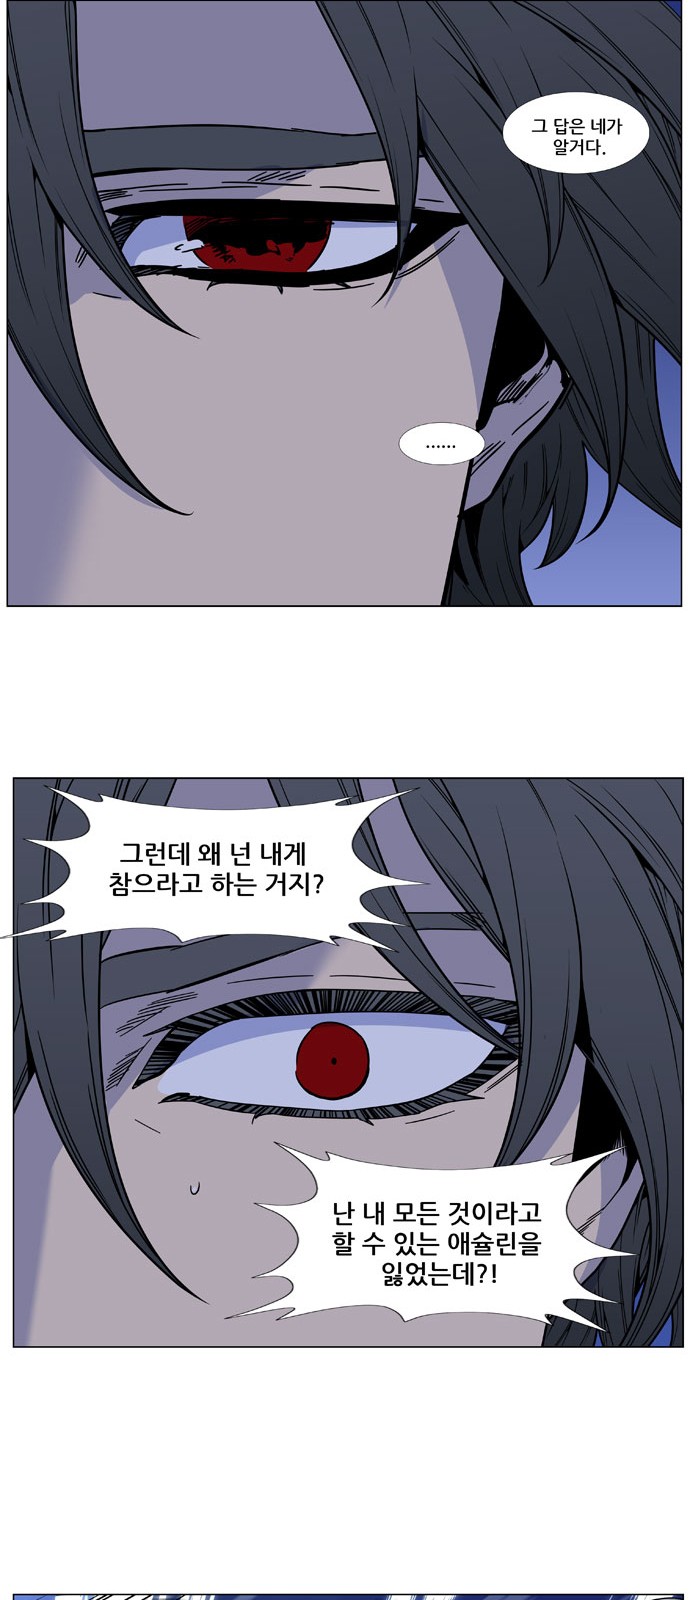 그 답은 네가
알거다.
......
그런데 왜 넌 내게
참으라고 하는 거지?
난 내 모든 것이라고
할 수 있는 애슐린을
잃었는데?!